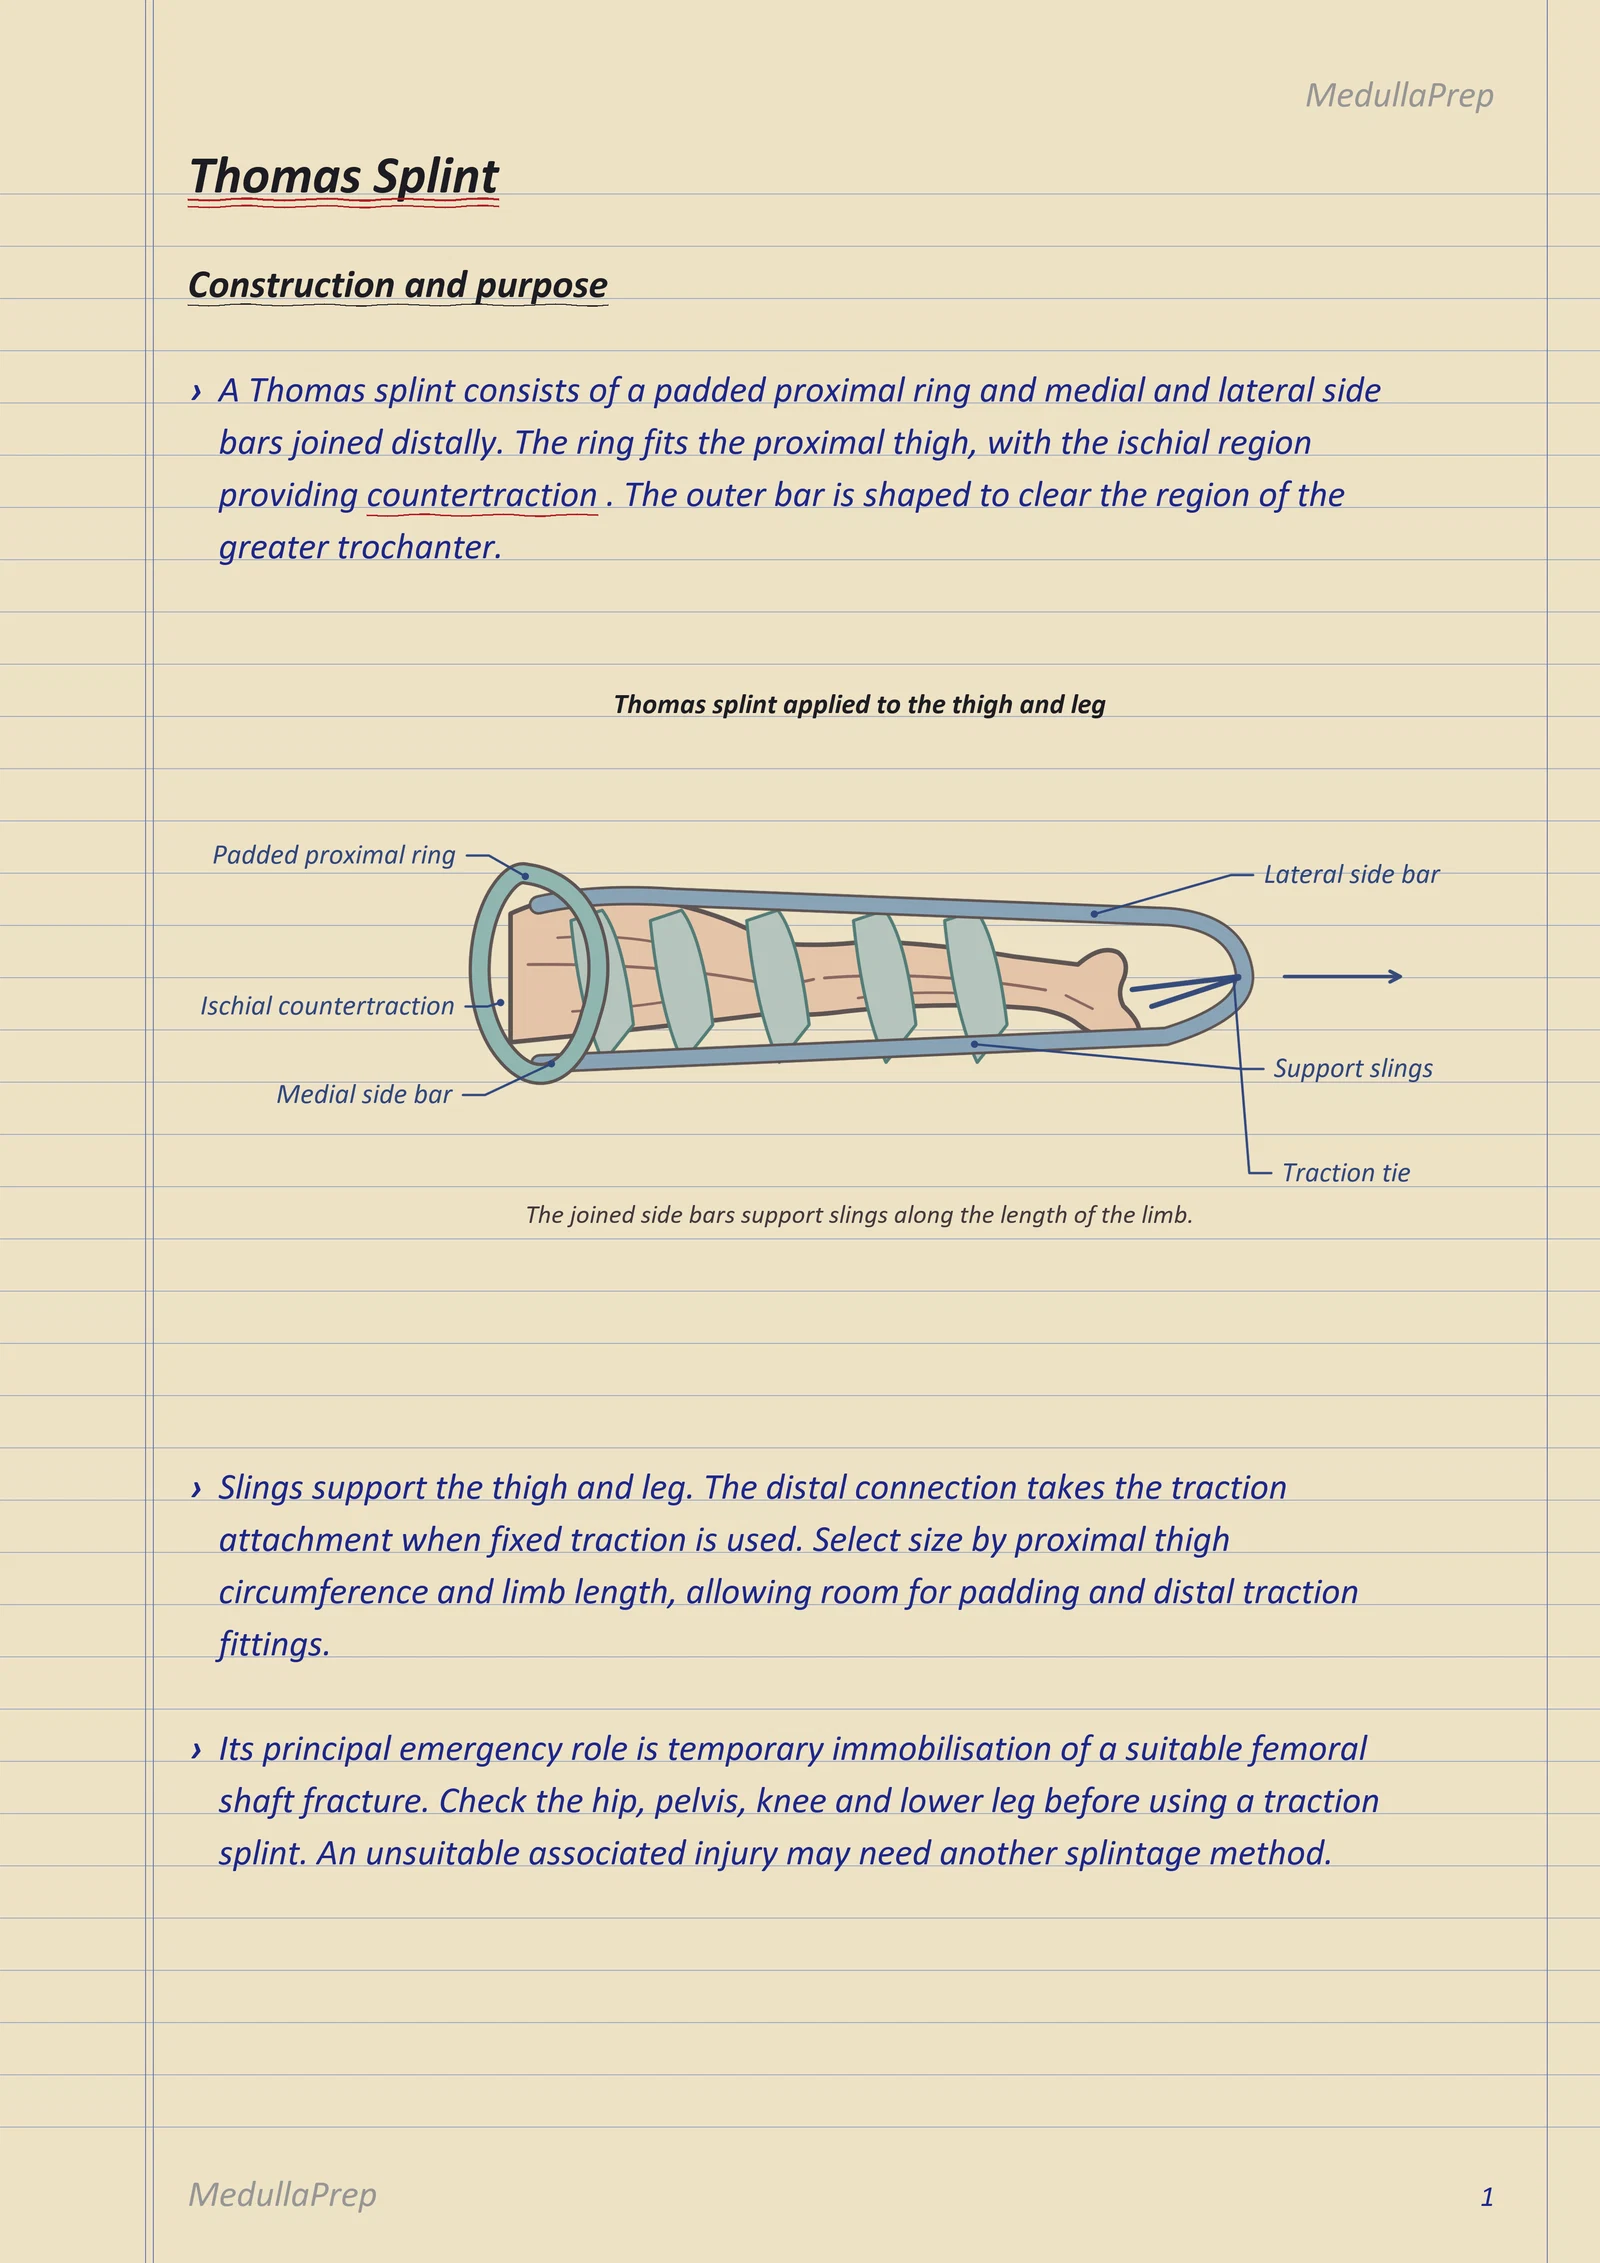 MedullaPrep
Thomas Splint
Construction and purpose
› A Thomas splint consists of a padded proximal ring and medial and lateral side
bars joined distally. The ring fits the proximal thigh, with the ischial region
providing countertraction . The outer bar is shaped to clear the region of the
greater trochanter.
Thomas splint applied to the thigh and leg
Padded proximal ring
Lateral side bar
Ischial countertraction
Support slings
Medial side bar
Traction tie
The joined side bars support slings along the length of the limb.
› Slings support the thigh and leg. The distal connection takes the traction
attachment when fixed traction is used. Select size by proximal thigh
circumference and limb length, allowing room for padding and distal traction
fittings.
› Its principal emergency role is temporary immobilisation of a suitable femoral
shaft fracture. Check the hip, pelvis, knee and lower leg before using a traction
splint. An unsuitable associated injury may need another splintage method.
MedullaPrep
1